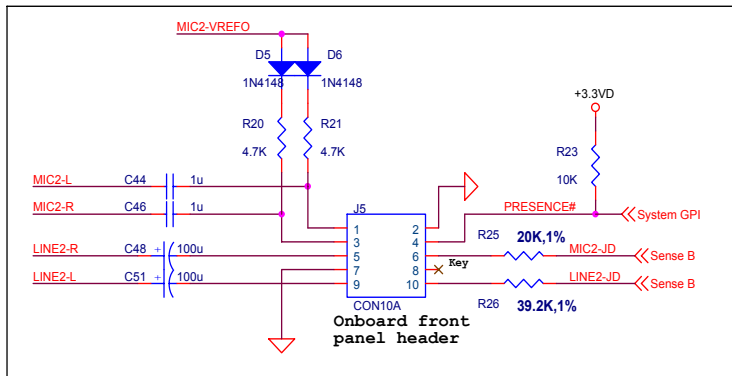 MIC2-VREFO
D5
D6
1N4148
1N4148
+3.3VD
R20
R21
4.7K
4.7K
R23
10K
MIC2-L
C44
1u
MIC2-R
C46
1u
J5
PRESENCE#
System GPI
1
2
3
4
5
6
7
8
9
10
R25
20K,1%
MIC2-JD
Sense B
LINE2-R
C48
+
100u
Key
LINE2-L
C51
+
100u
LINE2-JD
Sense B
CON10A
R26
39.2K,1%
Onboard front
panel header